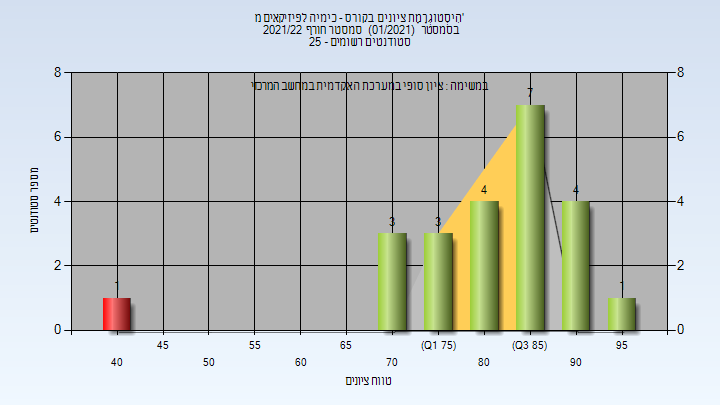 'הִיסטוגְרָמַת ציונים בקורס - כימיה לפיזיקאים מ
בסמסטר (01/2021) סמסטר חורף 2021/22
סטודנטים רשומים - 25
במשימה : ציון סופי במערכת האקדמית במחשב המרכזי
8 8
7
6 6
4 4 4 4
3 3
2 2
1 1
0 0
מספר סטודנטים
45 50 55 60 65 (Q1 75) (Q3 85) 95
40 70 80 90
טווח ציונים